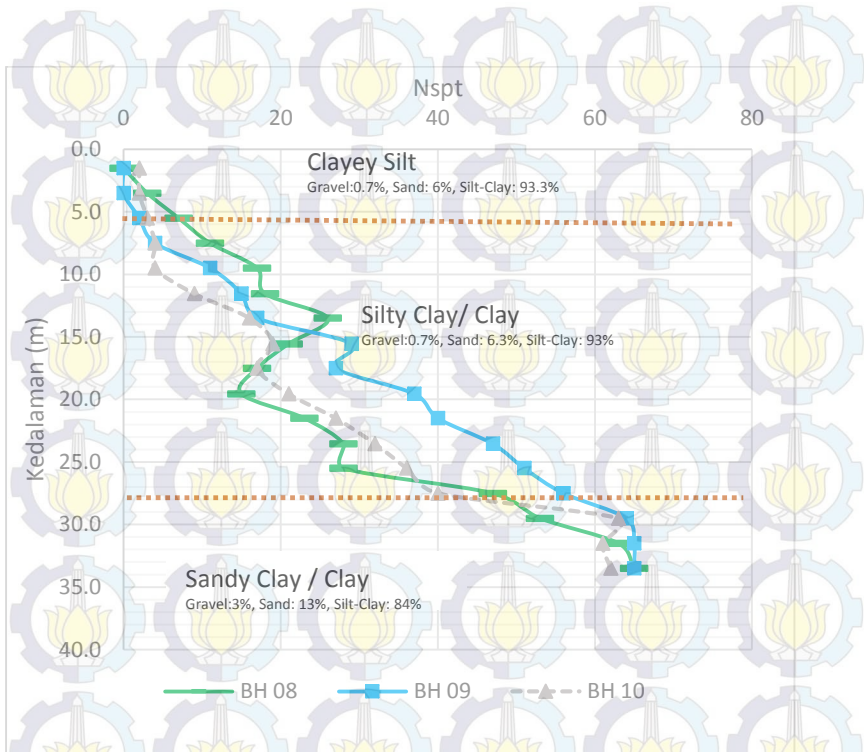 Nspt
0 20 40 60 80
0.0
5.0
10.0
15.0
20.0
25.0
30.0
35.0
40.0
Kedalaman (m)
Clayey Silt
Gravel:0.7%, Sand: 6%, Silt-Clay: 93.3%
Silty Clay/ Clay
Gravel:0.7%, Sand: 6.3%, Silt-Clay: 93%
Sandy Clay / Clay
Gravel:3%, Sand: 13%, Silt-Clay: 84%
BH 08 BH 09 BH 10